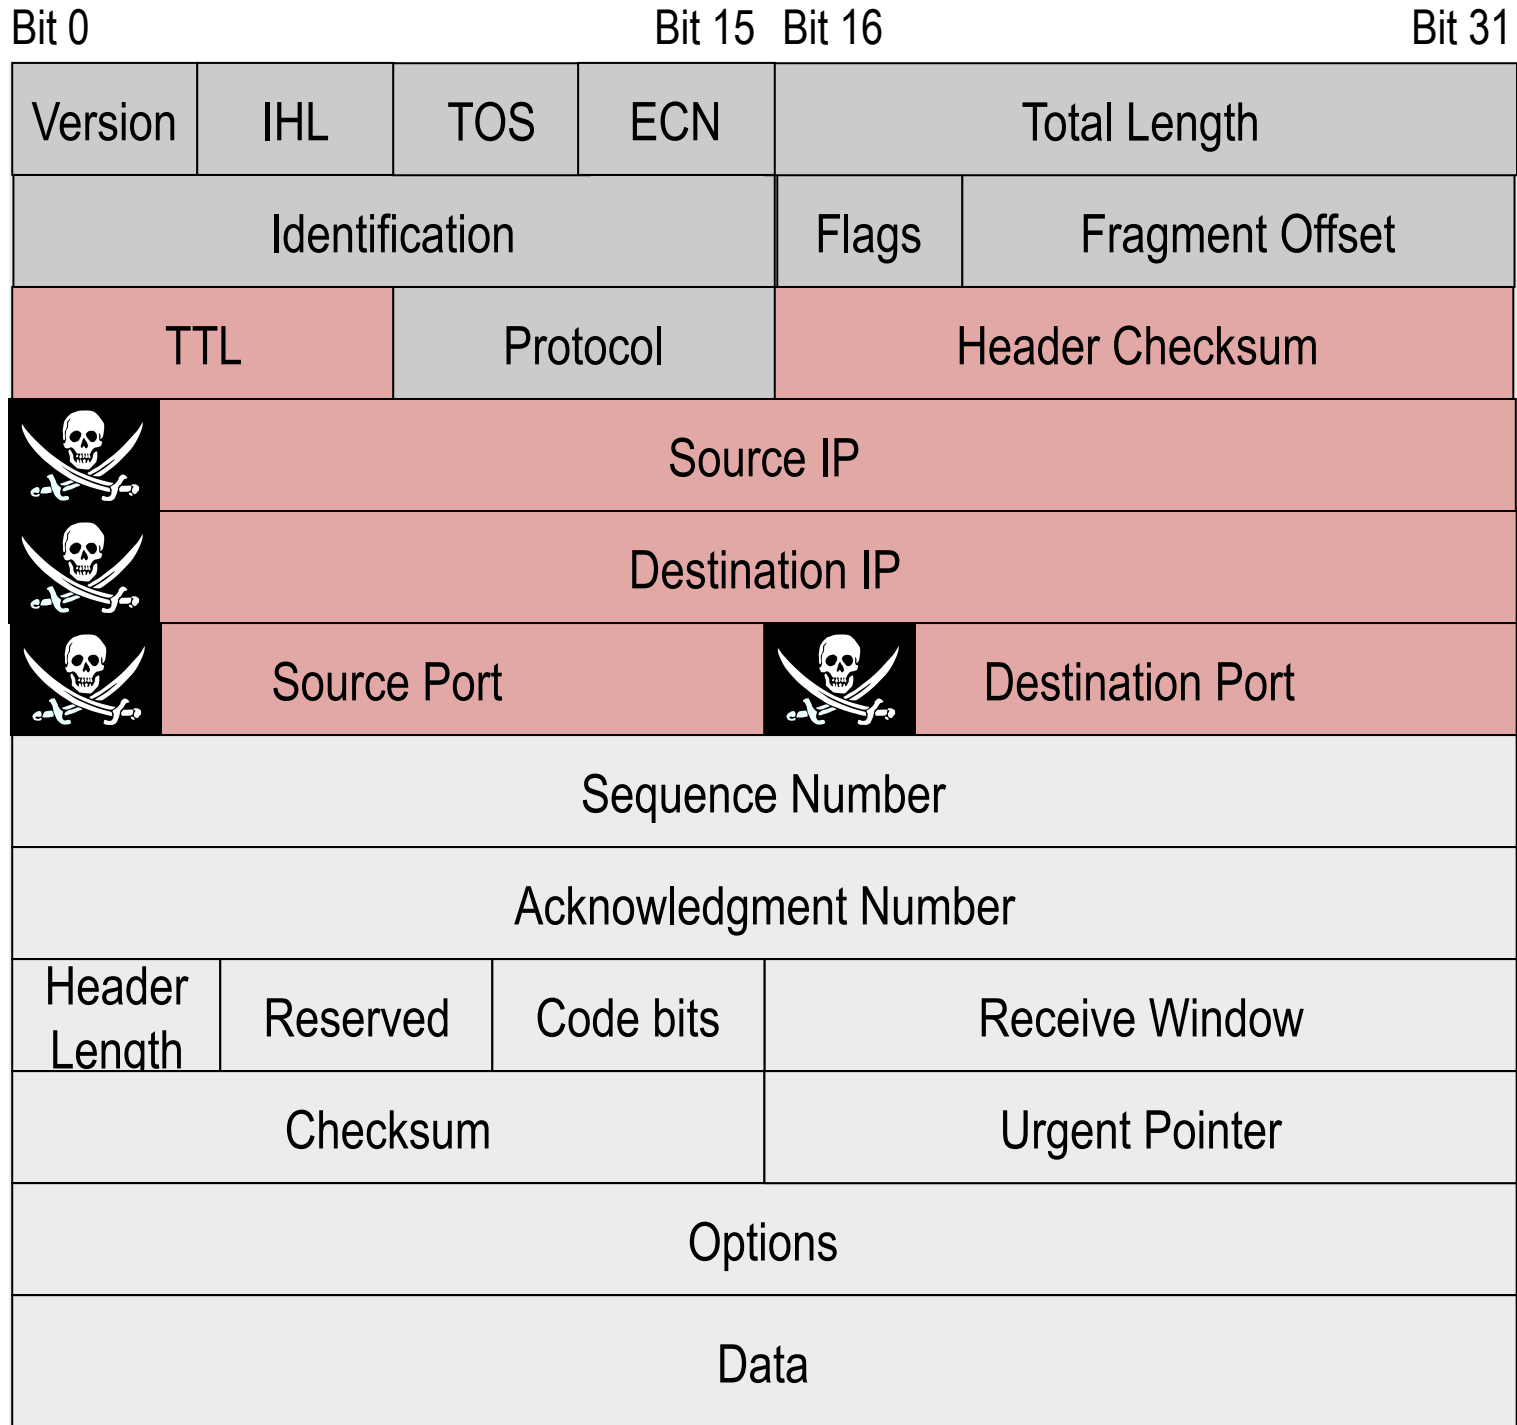 Bit 0 Bit 15 Bit 16 Bit 31
Version IHL TOS ECN Total Length
Identification Flags Fragment Offset
TTL Protocol Header Checksum
Source IP
Destination IP
Source Port Destination Port
Sequence Number
Acknowledgment Number
Header
Length Reserved Code bits Receive Window
Checksum Urgent Pointer
Options
Data